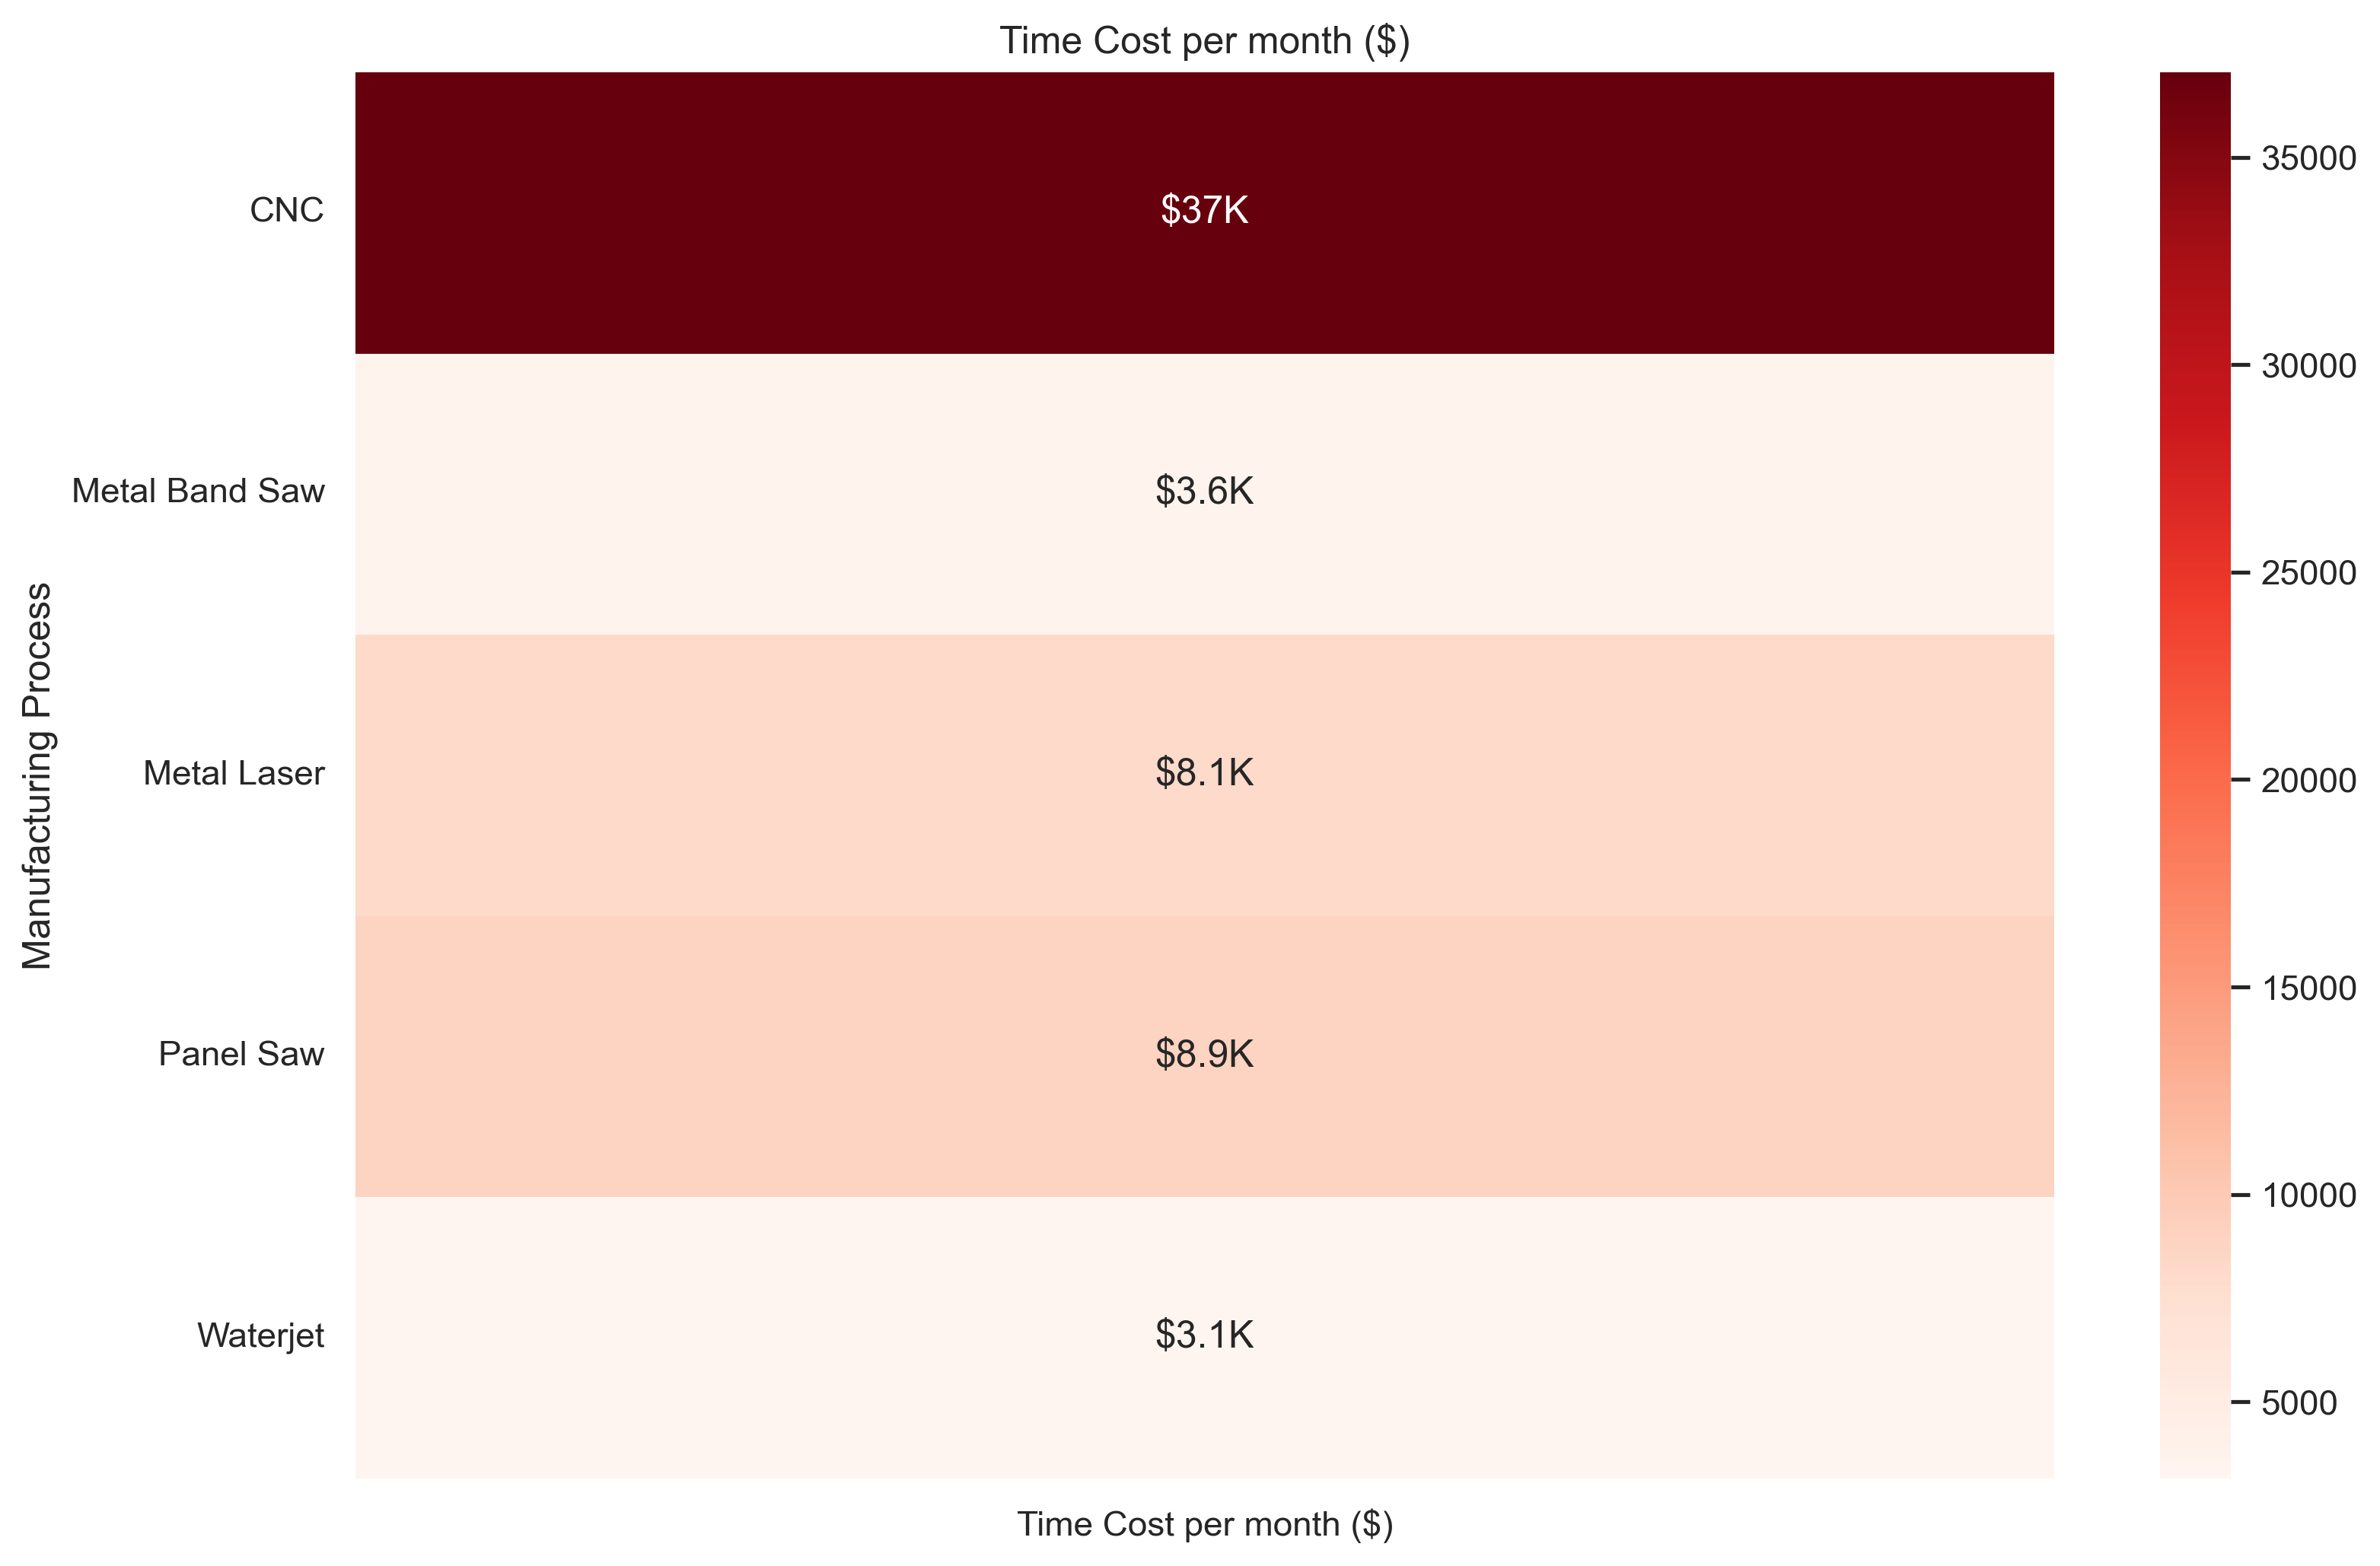 Time Cost per month ($)
CNC
$37K
Metal Band Saw
$3.6K
Metal Laser
$8.1K
Panel Saw
$8.9K
Waterjet
$3.1K
Manufacturing Process
Time Cost per month ($)
35000
30000
25000
20000
15000
10000
5000